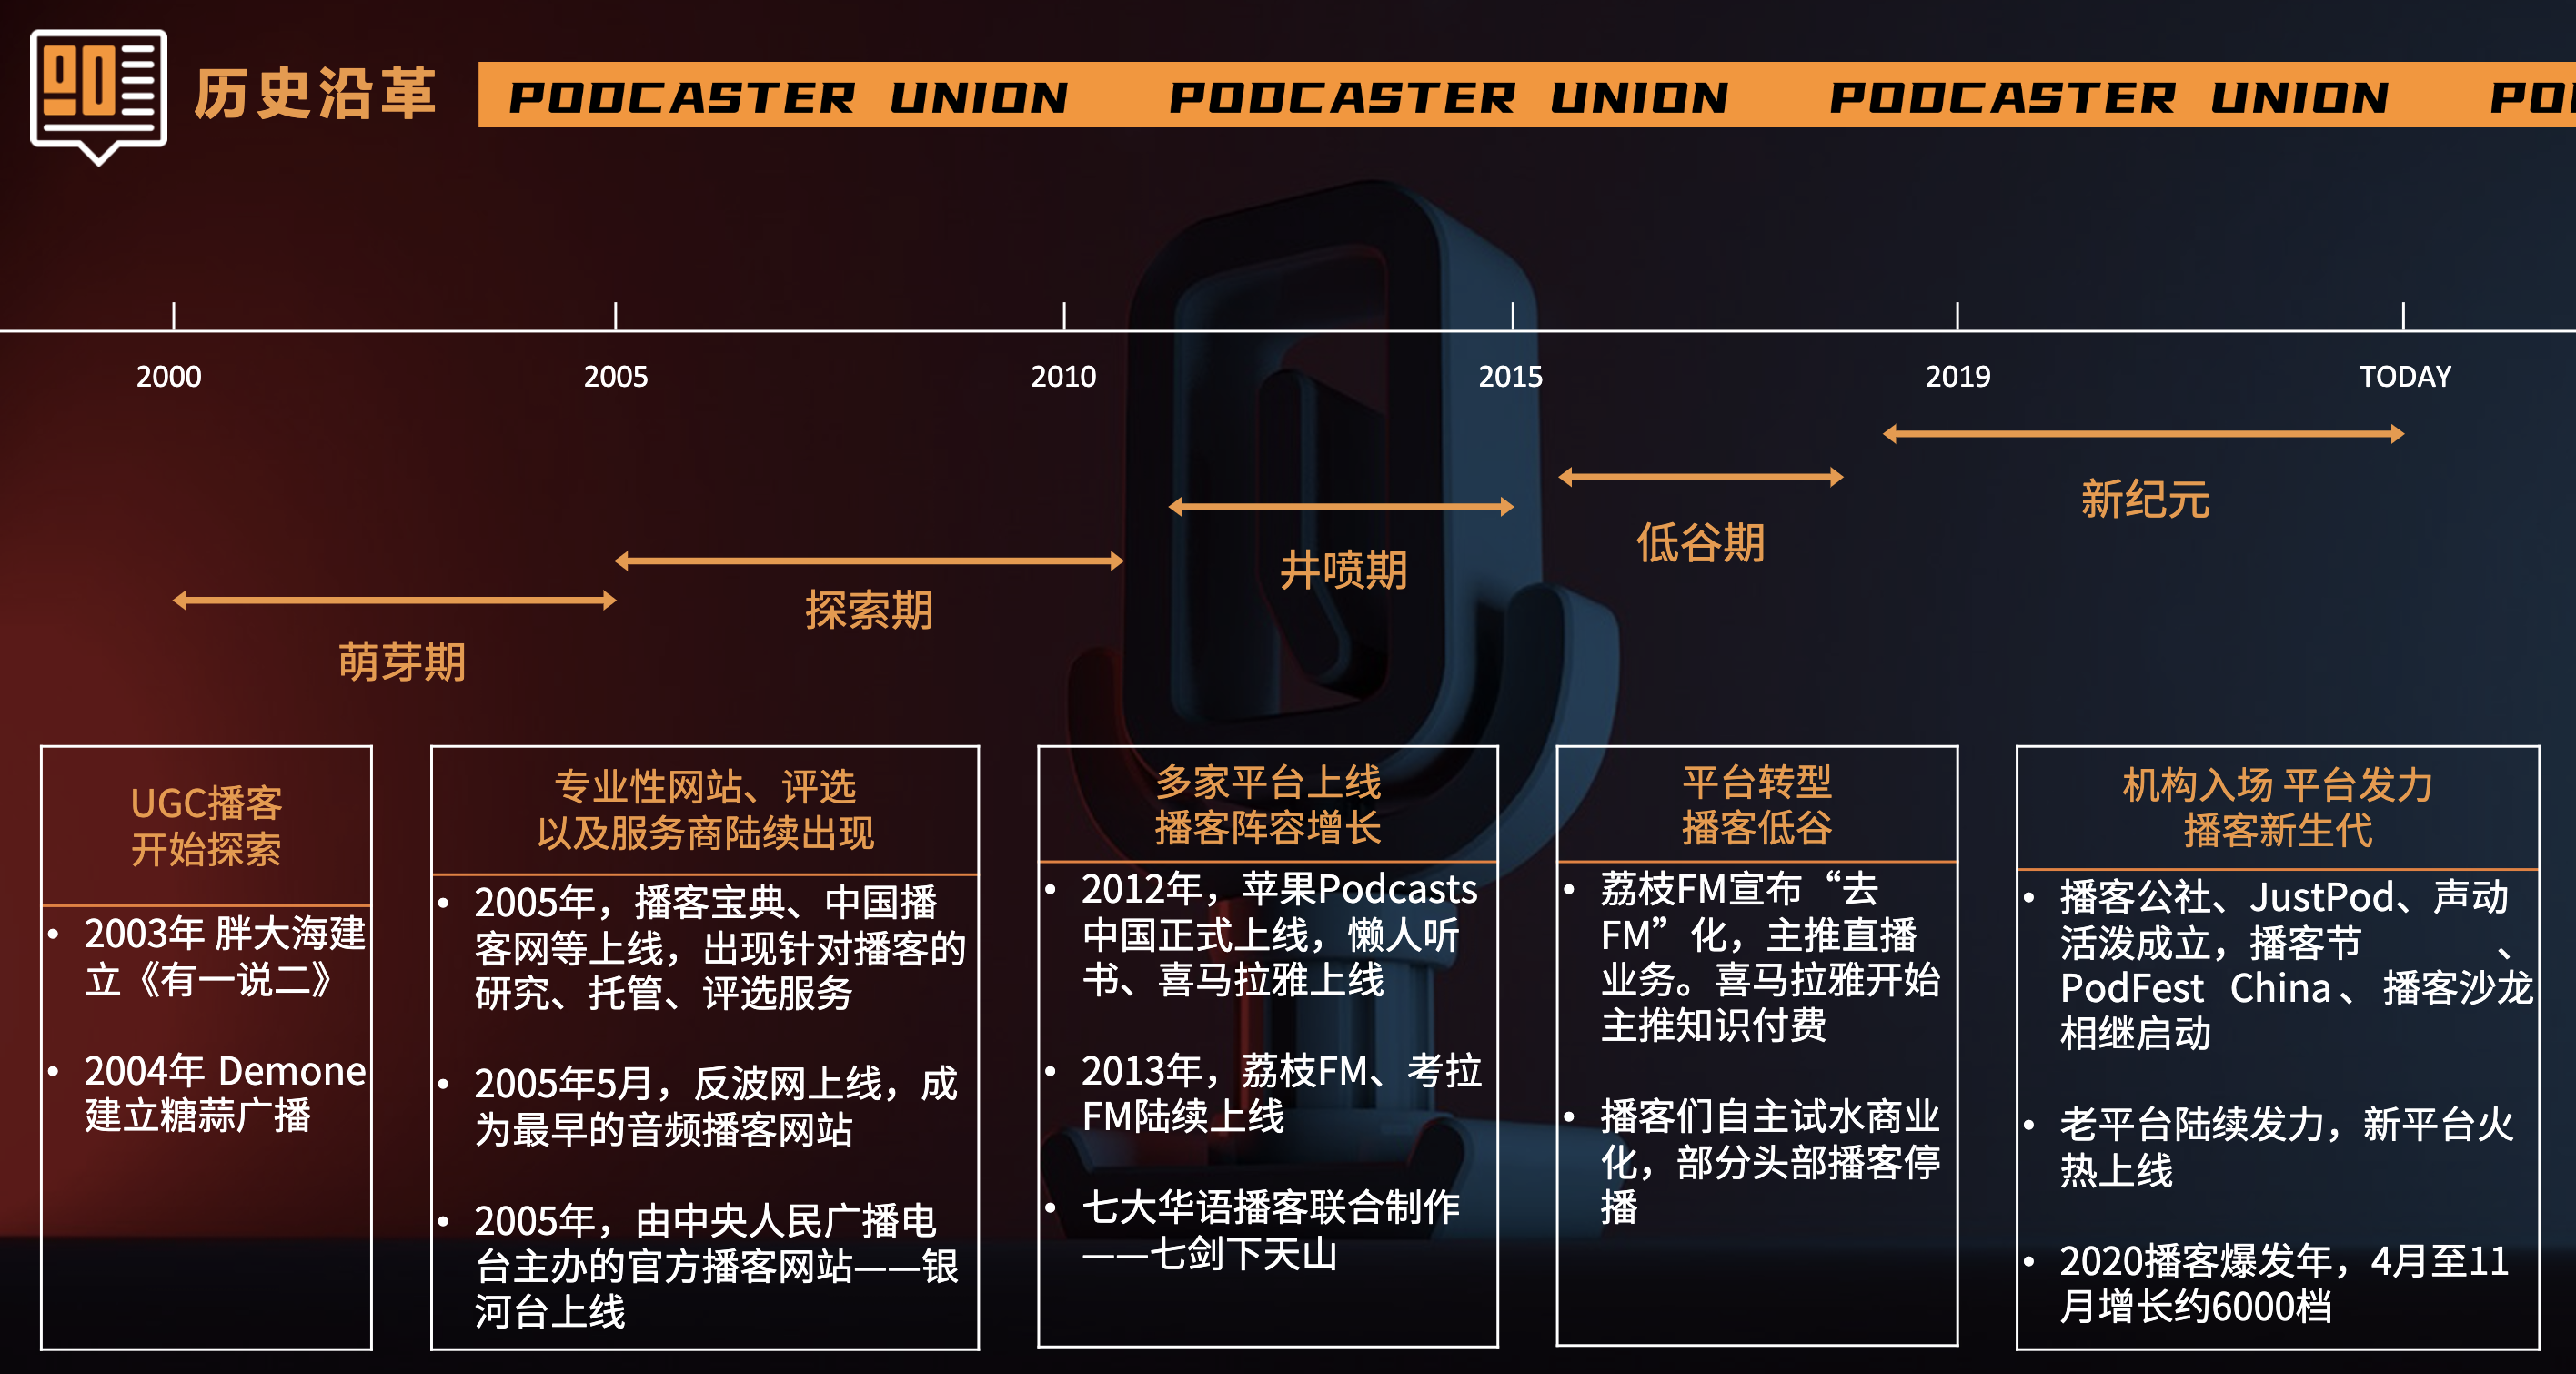 历史沿革
PODCASTER UNION PODCASTER UNION PODCASTER UNION PO
2000 2005 2010 2015 2019 TODAY
新纪元
低谷期
井喷期
探索期
萌芽期
UGC播客
开始探索
• 2003年 胖大海建
立《有一说二》
• 2004年 Demone
建立糖蒜广播
专业性网站、评选
以及服务商陆续出现
• 2005年，播客宝典、中国播
客网等上线，出现针对播客的
研究、托管、评选服务
• 2005年5月，反波网上线，成
为最早的音频播客网站
• 2005年，由中央人民广播电
台主办的官方播客网站——银
河台上线
多家平台上线
播客阵容增长
• 2012年，苹果Podcasts
中国正式上线，懒人听
书、喜马拉雅上线
• 2013年，荔枝FM、考拉
FM陆续上线
• 七大华语播客联合制作
——七剑下天山
平台转型
播客低谷
• 荔枝FM宣布“去
FM”化，主推直播
业务。喜马拉雅开始
主推知识付费
• 播客们自主试水商业
化，部分头部播客停
播
机构入场 平台发力
播客新生代
• 播客公社、JustPod、声动
活泼成立，播客节、
PodFest China、播客沙龙
相继启动
• 老平台陆续发力，新平台火
热上线
• 2020播客爆发年，4月至11
月增长约6000档